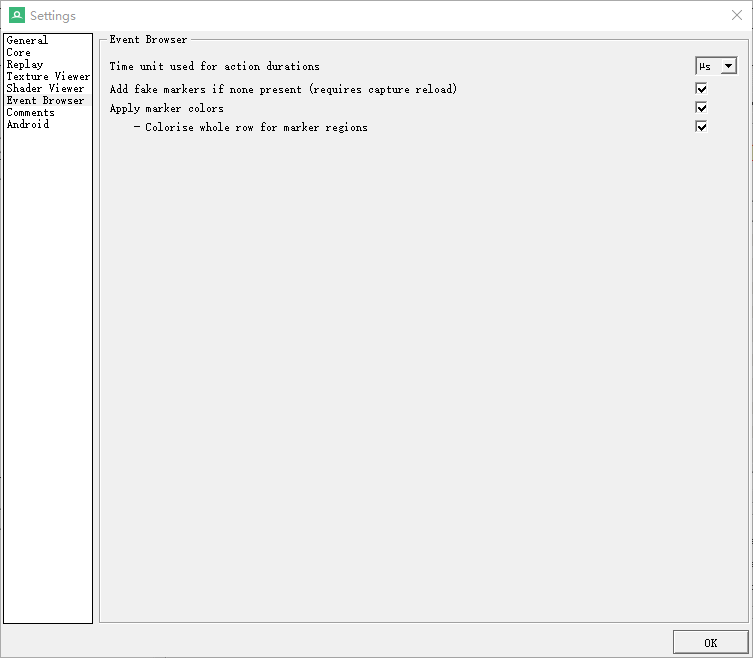 Settings
General
Core
Replay
Texture Viewer
Shader Viewer
Event Browser
Comments
Android
Event Browser
Time unit used for action durations
µs
Add fake markers if none present (requires capture reload)
Apply marker colors
- Colorise whole row for marker regions
OK